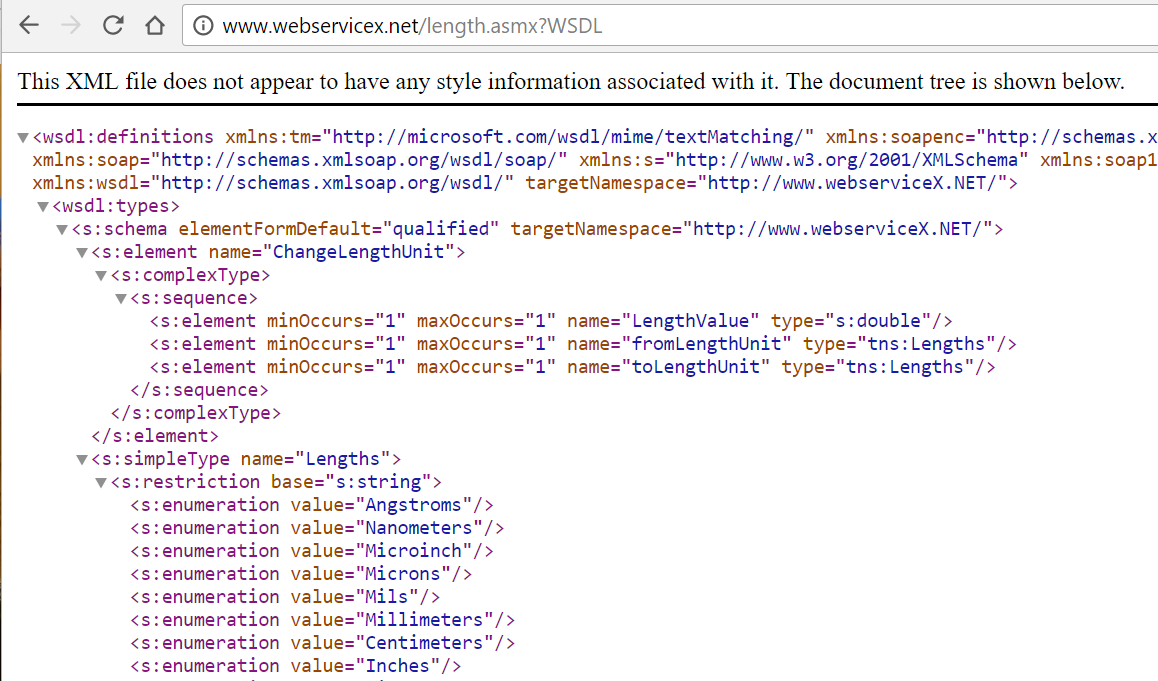 www.webservicex.net/length.asmx?WSDL
This XML file does not appear to have any style information associated with it. The document tree is shown below.
<wsdl:definitions xmlns:tm="http://microsoft.com/wsdl/mime/textMatching/" xmlns:soapenc="http://schemas.x
xmlns:soap="http://schemas.xmlsoap.org/wsdl/soap/" xmlns:s="http://www.w3.org/2001/XMLSchema" xmlns:soap1
xmlns:wsdl="http://schemas.xmlsoap.org/wsdl/" targetNamespace="http://www.webserviceX.NET/">
<wsdl:types>
<s:schema elementFormDefault="qualified" targetNamespace="http://www.webserviceX.NET/">
<s:element name="ChangeLengthUnit">
<s:complexType>
<s:sequence>
<s:element minOccurs="1" maxOccurs="1" name="LengthValue" type="s:double"/>
<s:element minOccurs="1" maxOccurs="1" name="fromLengthUnit" type="tns:Lengths"/>
<s:element minOccurs="1" maxOccurs="1" name="toLengthUnit" type="tns:Lengths"/>
</s:sequence>
</s:complexType>
</s:element>
<s:simpleType name="Lengths">
<s:restriction base="s:string">
<s:enumeration value="Angstroms"/>
<s:enumeration value="Nanometers"/>
<s:enumeration value="Microinch"/>
<s:enumeration value="Microns"/>
<s:enumeration value="Mils"/>
<s:enumeration value="Millimeters"/>
<s:enumeration value="Centimeters"/>
<s:enumeration value="Inches"/>